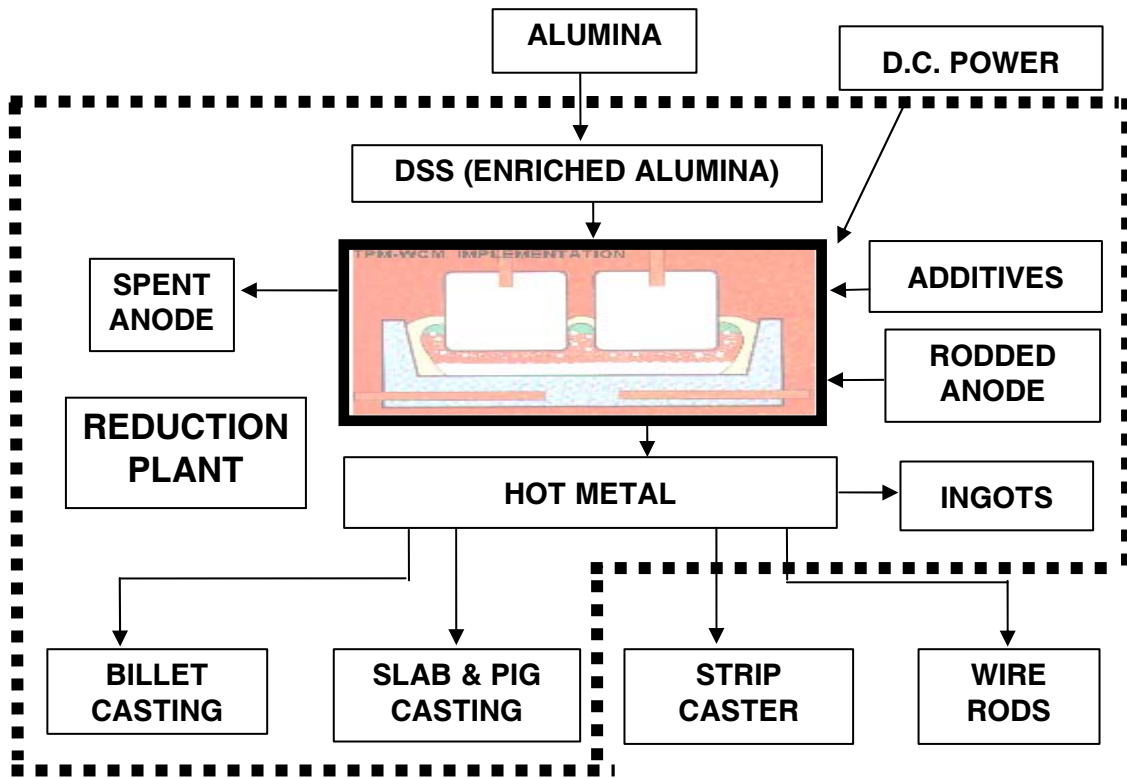 ALUMINA
D.C. POWER
DSS (ENRICHED ALUMINA)
TPM-WCM IMPLEMENTATION
SPENT
ANODE
ADDITIVES
RODDED
ANODE
REDUCTION
PLANT
HOT METAL
INGOTS
BILLET
CASTING
SLAB & PIG
CASTING
STRIP
CASTER
WIRE
RODS